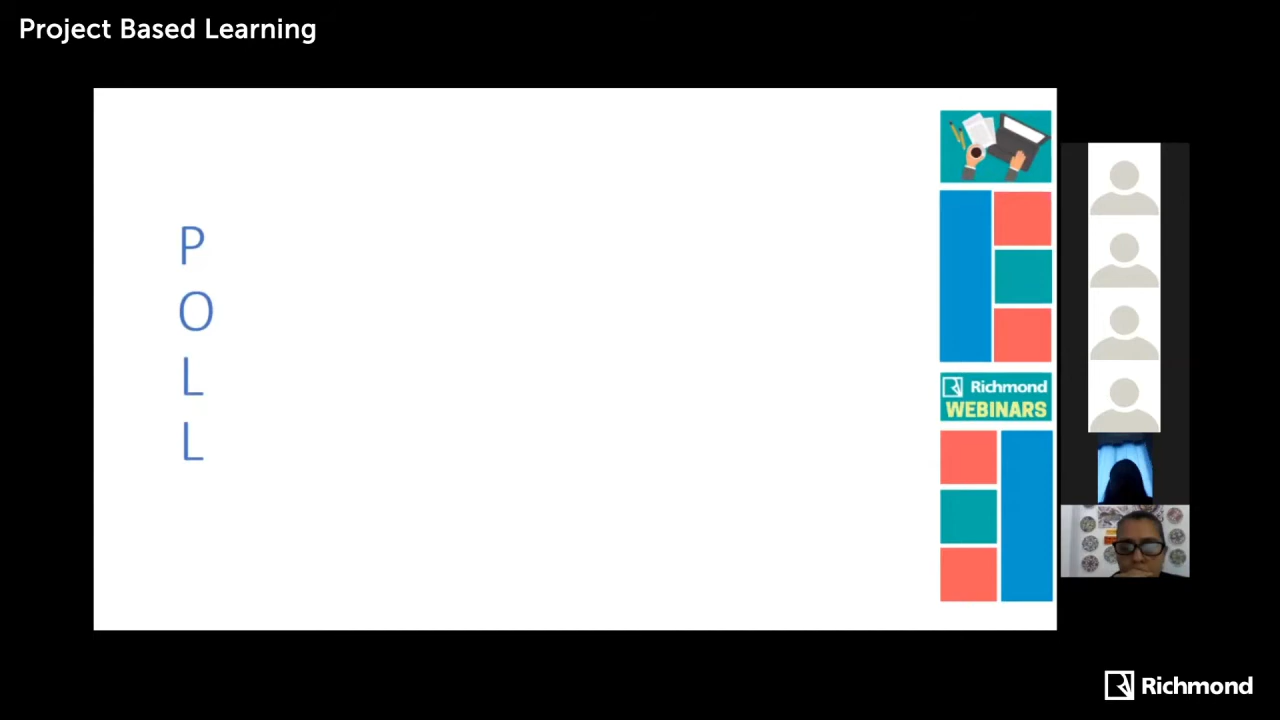 Project Based Learning
P
O
L
L
Richmond
WEBINARS
Richmond